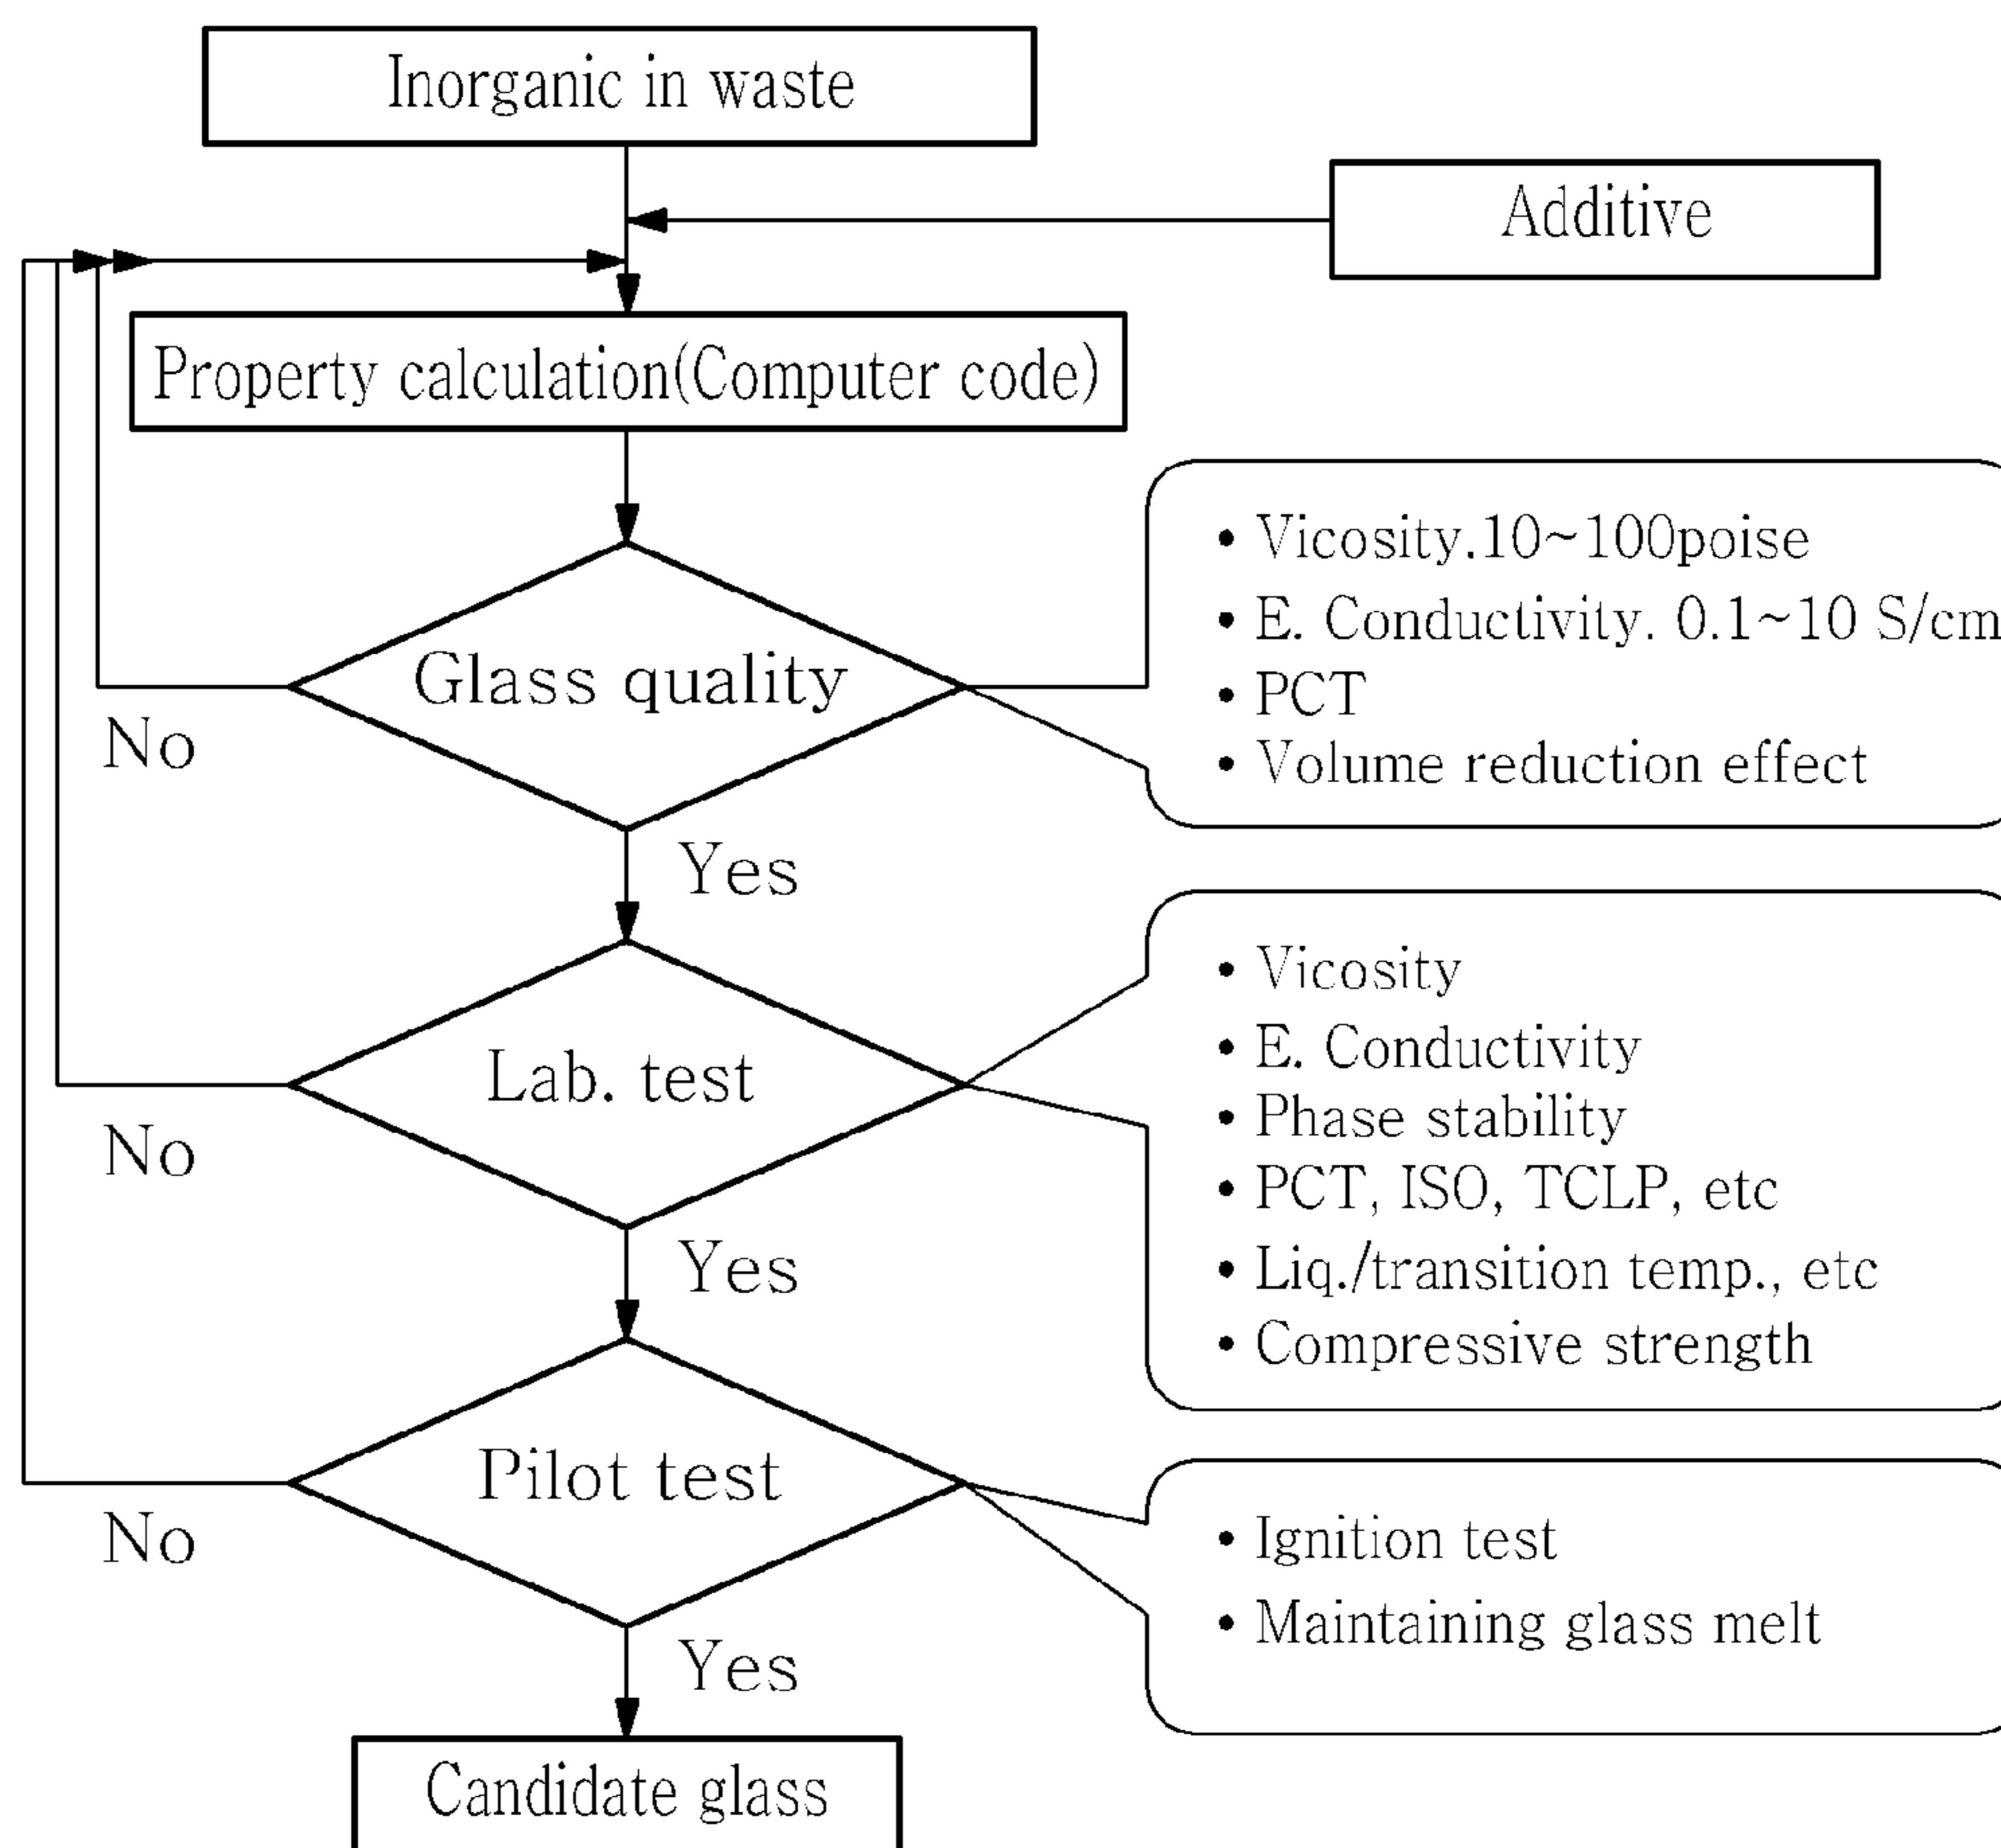 Inorganic in waste
Additive
Property calculation(Computer code)
• Vicosity.10~100poise
• E. Conductivity. 0.1~10 S/cm
• PCT
• Volume reduction effect
Glass quality
No
Yes
• Vicosity
• E. Conductivity
• Phase stability
• PCT, ISO, TCLP, etc
• Liq./transition temp., etc
• Compressive strength
Lab. test
No
Yes
• Ignition test
• Maintaining glass melt
Pilot test
No
Yes
Candidate glass